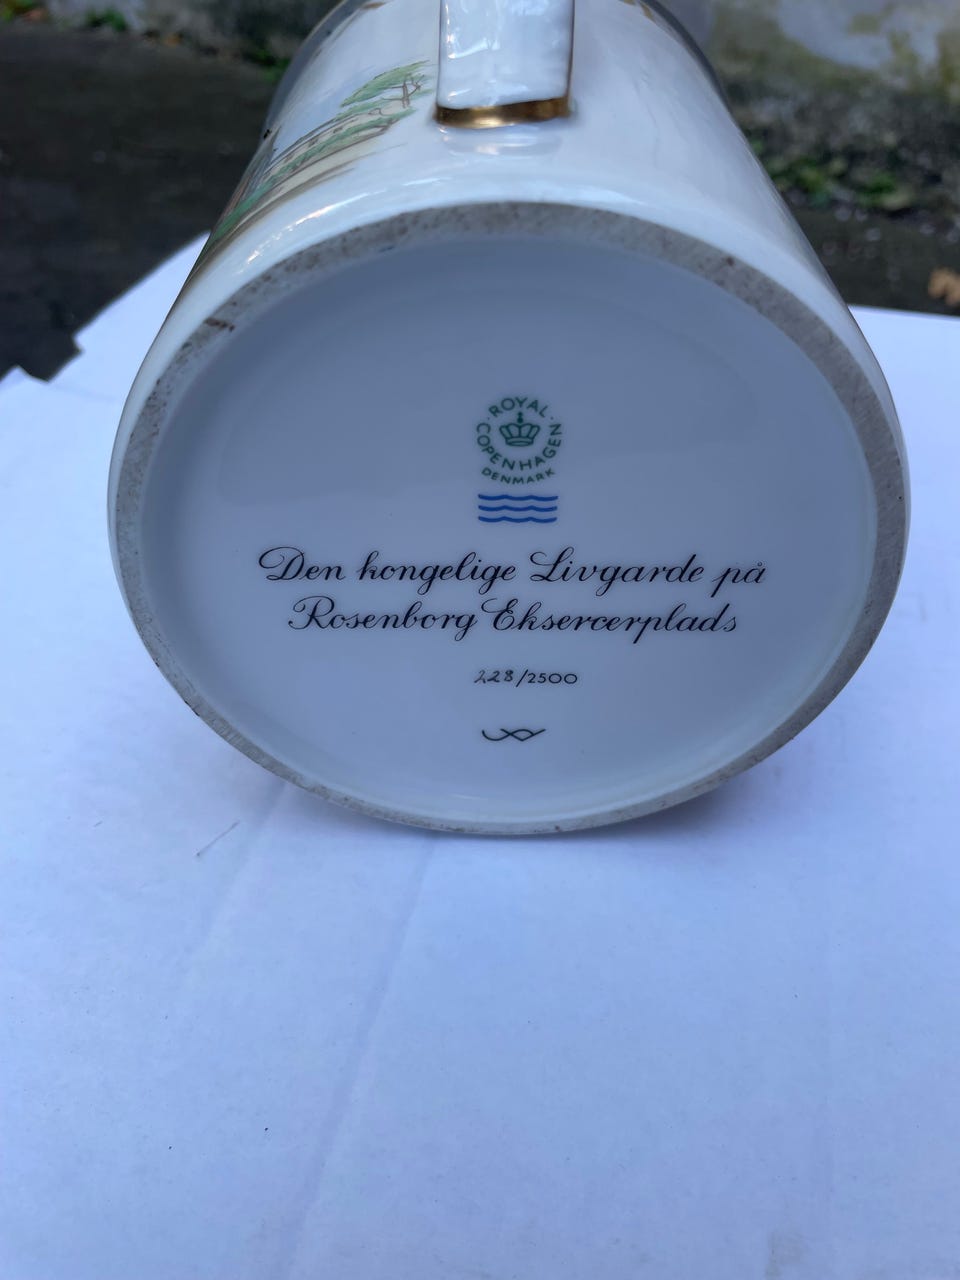 ROYAL
COPENHAGEN
DENMARK
Den kongelige Livgarde på
Rosenborg Eksercerplads
228/2500